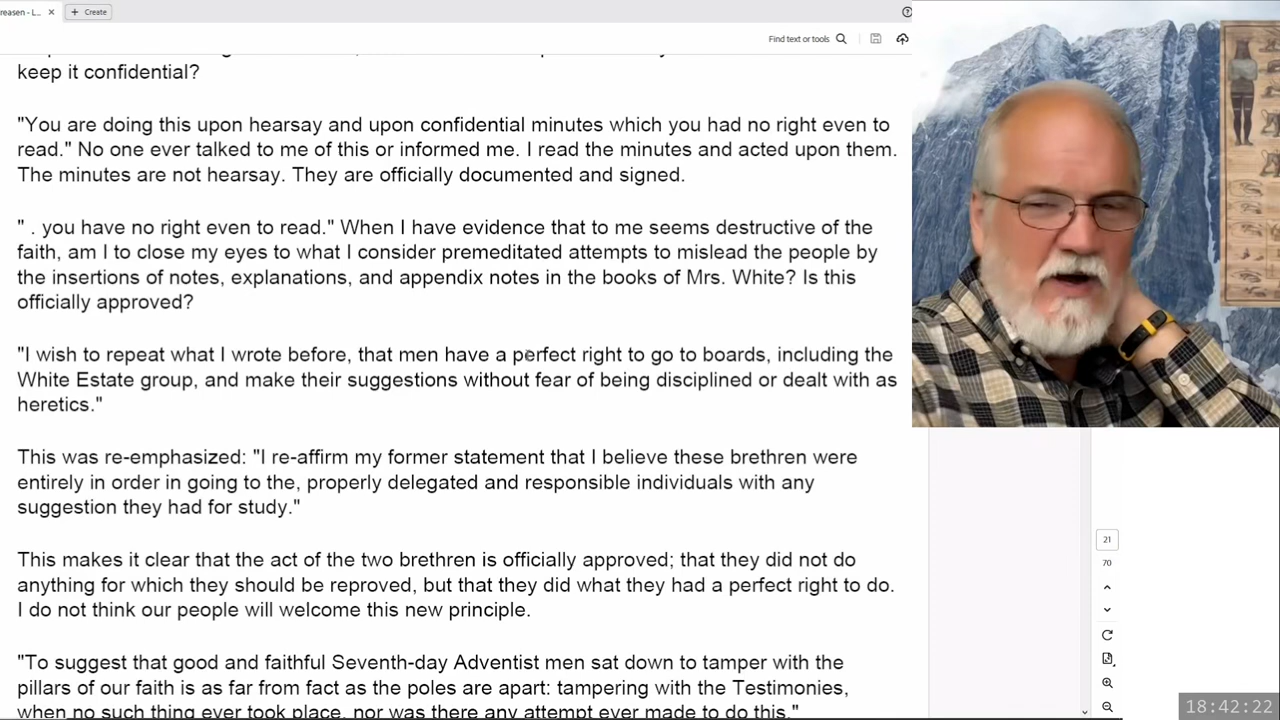 reasen - L...
Create
Find text or tools
keep it confidential?
"You are doing this upon hearsay and upon confidential minutes which you had no right even to
read." No one ever talked to me of this or informed me. I read the minutes and acted upon them.
The minutes are not hearsay. They are officially documented and signed.
" . you have no right even to read." When I have evidence that to me seems destructive of the
faith, am I to close my eyes to what I consider premeditated attempts to mislead the people by
the insertions of notes, explanations, and appendix notes in the books of Mrs. White? Is this
officially approved?
"I wish to repeat what I wrote before, that men have a perfect right to go to boards, including the
White Estate group, and make their suggestions without fear of being disciplined or dealt with as
heretics."
This was re-emphasized: "I re-affirm my former statement that I believe these brethren were
entirely in order in going to the, properly delegated and responsible individuals with any
suggestion they had for study."
This makes it clear that the act of the two brethren is officially approved; that they did not do
anything for which they should be reproved, but that they did what they had a perfect right to do.
I do not think our people will welcome this new principle.
"To suggest that good and faithful Seventh-day Adventist men sat down to tamper with the
pillars of our faith is as far from fact as the poles are apart: tampering with the Testimonies,
when no such thing ever took place, nor was there any attempt ever made to do this."
21
70
18:42:22